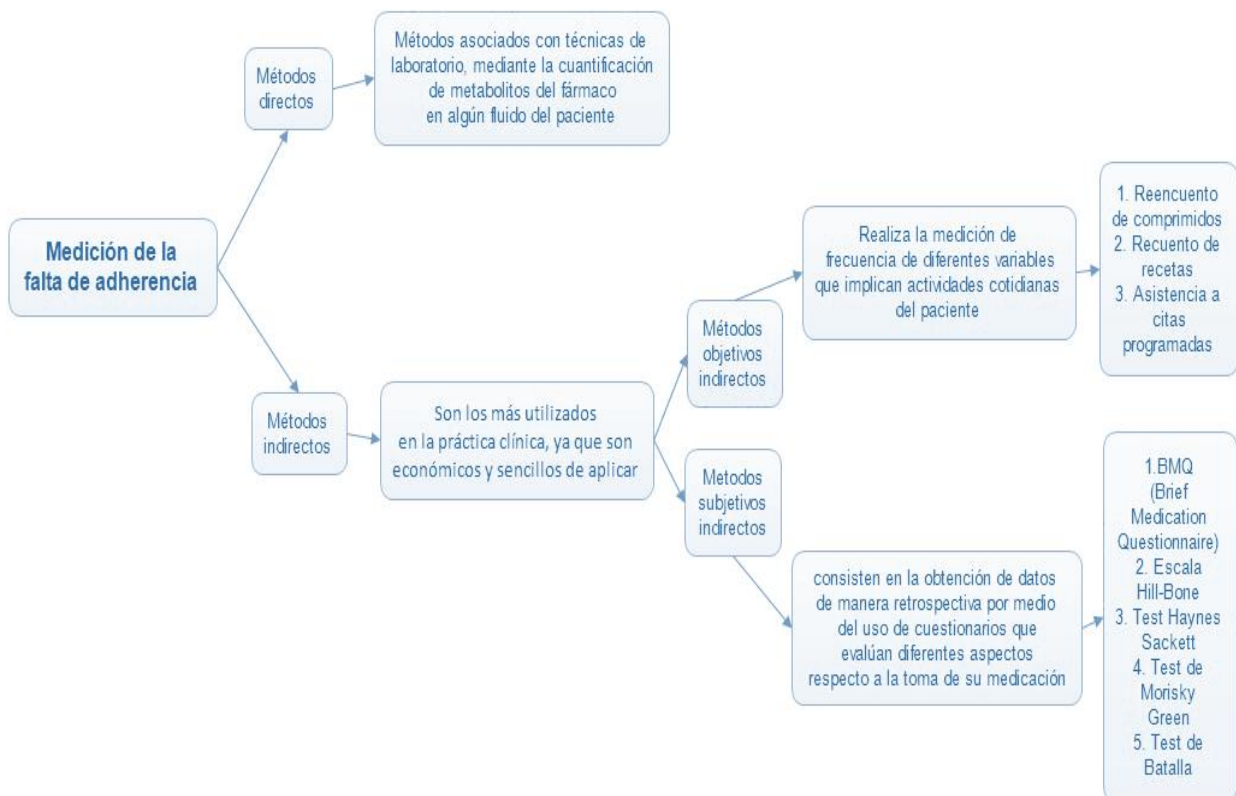 Métodos
directos
Métodos asociados con técnicas de
laboratorio, mediante la cuantificación
de metabolitos del fármaco
en algún fluido del paciente
Medición de la
falta de adherencia
Métodos
indirectos
Son los más utilizados
en la práctica clínica, ya que son
económicos y sencillos de aplicar
Métodos
objetivos
indirectos
Realiza la medición de
frecuencia de diferentes variables
que implican actividades cotidianas
del paciente
1. Reencuento
de comprimidos
2. Recuento de
recetas
3. Asistencia a
citas
programadas
Metodos
subjetivos
indirectos
consisten en la obtención de datos
de manera retrospectiva por medio
del uso de cuestionarios que
evalúan diferentes aspectos
respecto a la toma de su medicación
1.BMQ
(Brief
Medication
Questionnaire)
2. Escala
Hill-Bone
3. Test Haynes
Sackett
4. Test de
Morisky
Green
5. Test de
Batalla